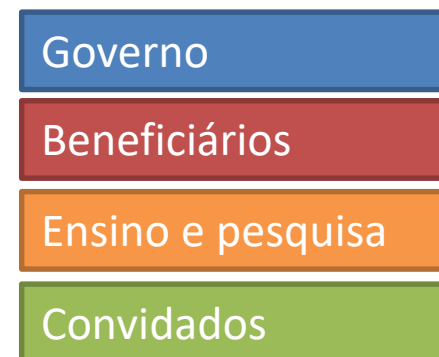 Governo
Beneficiários
Ensino e pesquisa
Convidados